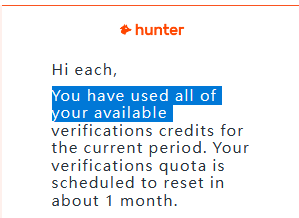 hunter
Hi each,
You have used all of
your available
verifications credits for
the current period. Your
verifications quota is
scheduled to reset in
about 1 month.